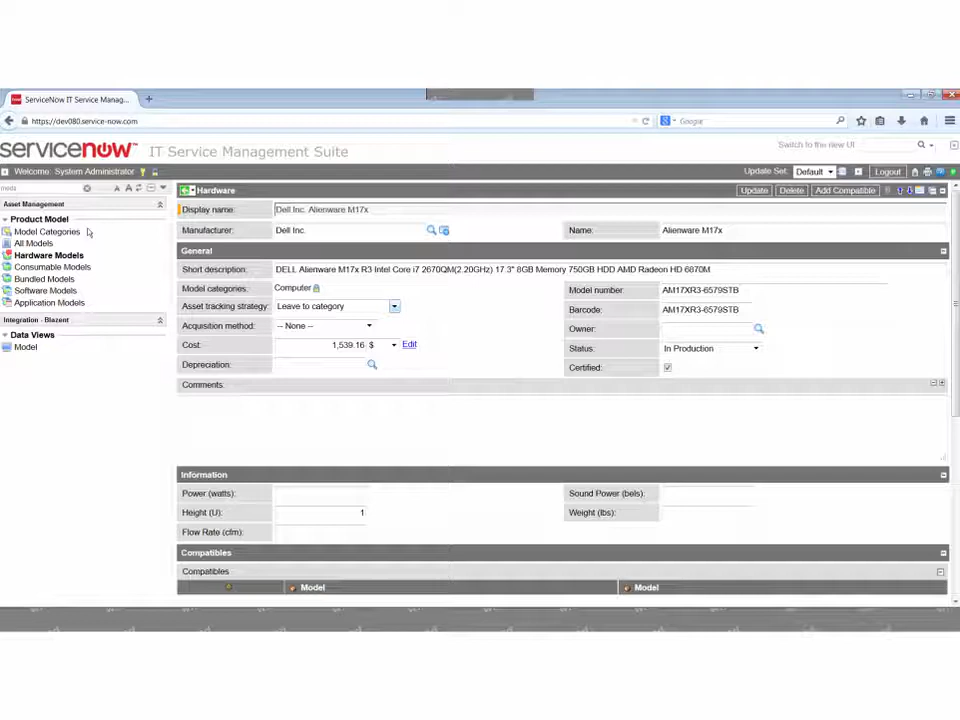 ServiceNow IT Service Manag...
https://dev080.service-now.com
Google
servicenow™ IT Service Management Suite
Switch to the new UI
Welcome: System Administrator
Update Set: Default
Logout
Asset Management
Product Model
Model Categories
All Models
Hardware Models
Consumable Models
Bundled Models
Software Models
Application Models
Integration - Blazent
Data Views
Model
Hardware
Update Delete Add Compatible
Display name: Dell Inc. Alienware M17x
Manufacturer: Dell Inc.
Name: Alienware M17x
General
Short description: DELL Alienware M17x R3 Intel Core i7 2670QM(2.20GHz) 17.3" 8GB Memory 750GB HDD AMD Radeon HD 6870M
Model categories: Computer
Model number: AM17XR3-6579STB
Asset tracking strategy: Leave to category
Barcode: AM17XR3-6579STB
Acquisition method: -- None --
Owner:
Cost: 1,539.16 $ Edit
Status: In Production
Depreciation:
Certified:
Comments:
Information
Power (watts):
Sound Power (bels):
Height (U): 1
Weight (lbs):
Flow Rate (cfm):
Compatibles
Compatibles
Model Model